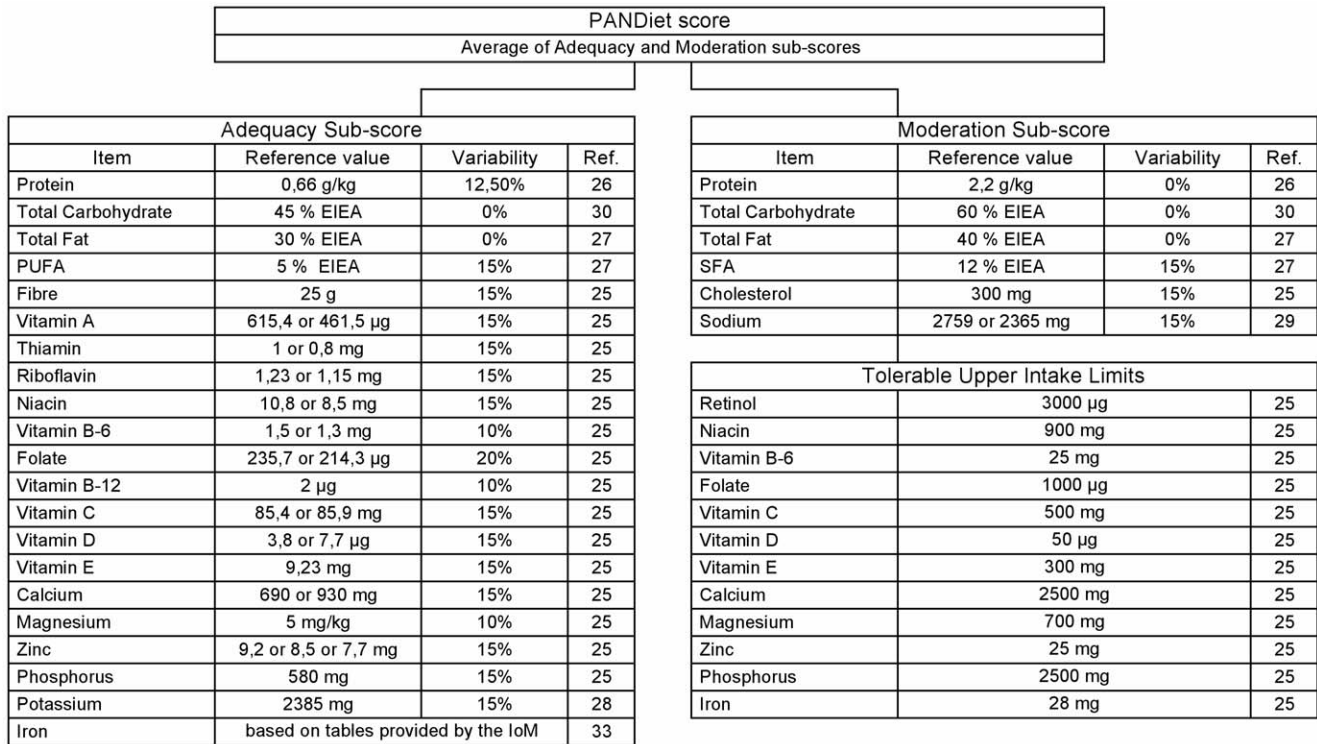 PANDiet score
Average of Adequacy and Moderation sub-scores
Adequacy Sub-score
Item Reference value Variability Ref.
Protein 0,66 g/kg 12,50% 26
Total Carbohydrate 45 % EIEA 0% 30
Total Fat 30 % EIEA 0% 27
PUFA 5 % EIEA 15% 27
Fibre 25 g 15% 25
Vitamin A 615,4 or 461,5 µg 15% 25
Thiamin 1 or 0,8 mg 15% 25
Riboflavin 1,23 or 1,15 mg 15% 25
Niacin 10,8 or 8,5 mg 15% 25
Vitamin B-6 1,5 or 1,3 mg 10% 25
Folate 235,7 or 214,3 µg 20% 25
Vitamin B-12 2 µg 10% 25
Vitamin C 85,4 or 85,9 mg 15% 25
Vitamin D 3,8 or 7,7 µg 15% 25
Vitamin E 9,23 mg 15% 25
Calcium 690 or 930 mg 15% 25
Magnesium 5 mg/kg 10% 25
Zinc 9,2 or 8,5 or 7,7 mg 15% 25
Phosphorus 580 mg 15% 25
Potassium 2385 mg 15% 28
Iron based on tables provided by the IoM 33
Moderation Sub-score
Item Reference value Variability Ref.
Protein 2,2 g/kg 0% 26
Total Carbohydrate 60 % EIEA 0% 30
Total Fat 40 % EIEA 0% 27
SFA 12 % EIEA 15% 27
Cholesterol 300 mg 15% 25
Sodium 2759 or 2365 mg 15% 29
Tolerable Upper Intake Limits
Retinol 3000 µg 25
Niacin 900 mg 25
Vitamin B-6 25 mg 25
Folate 1000 µg 25
Vitamin C 500 mg 25
Vitamin D 50 µg 25
Vitamin E 300 mg 25
Calcium 2500 mg 25
Magnesium 700 mg 25
Zinc 25 mg 25
Phosphorus 2500 mg 25
Iron 28 mg 25